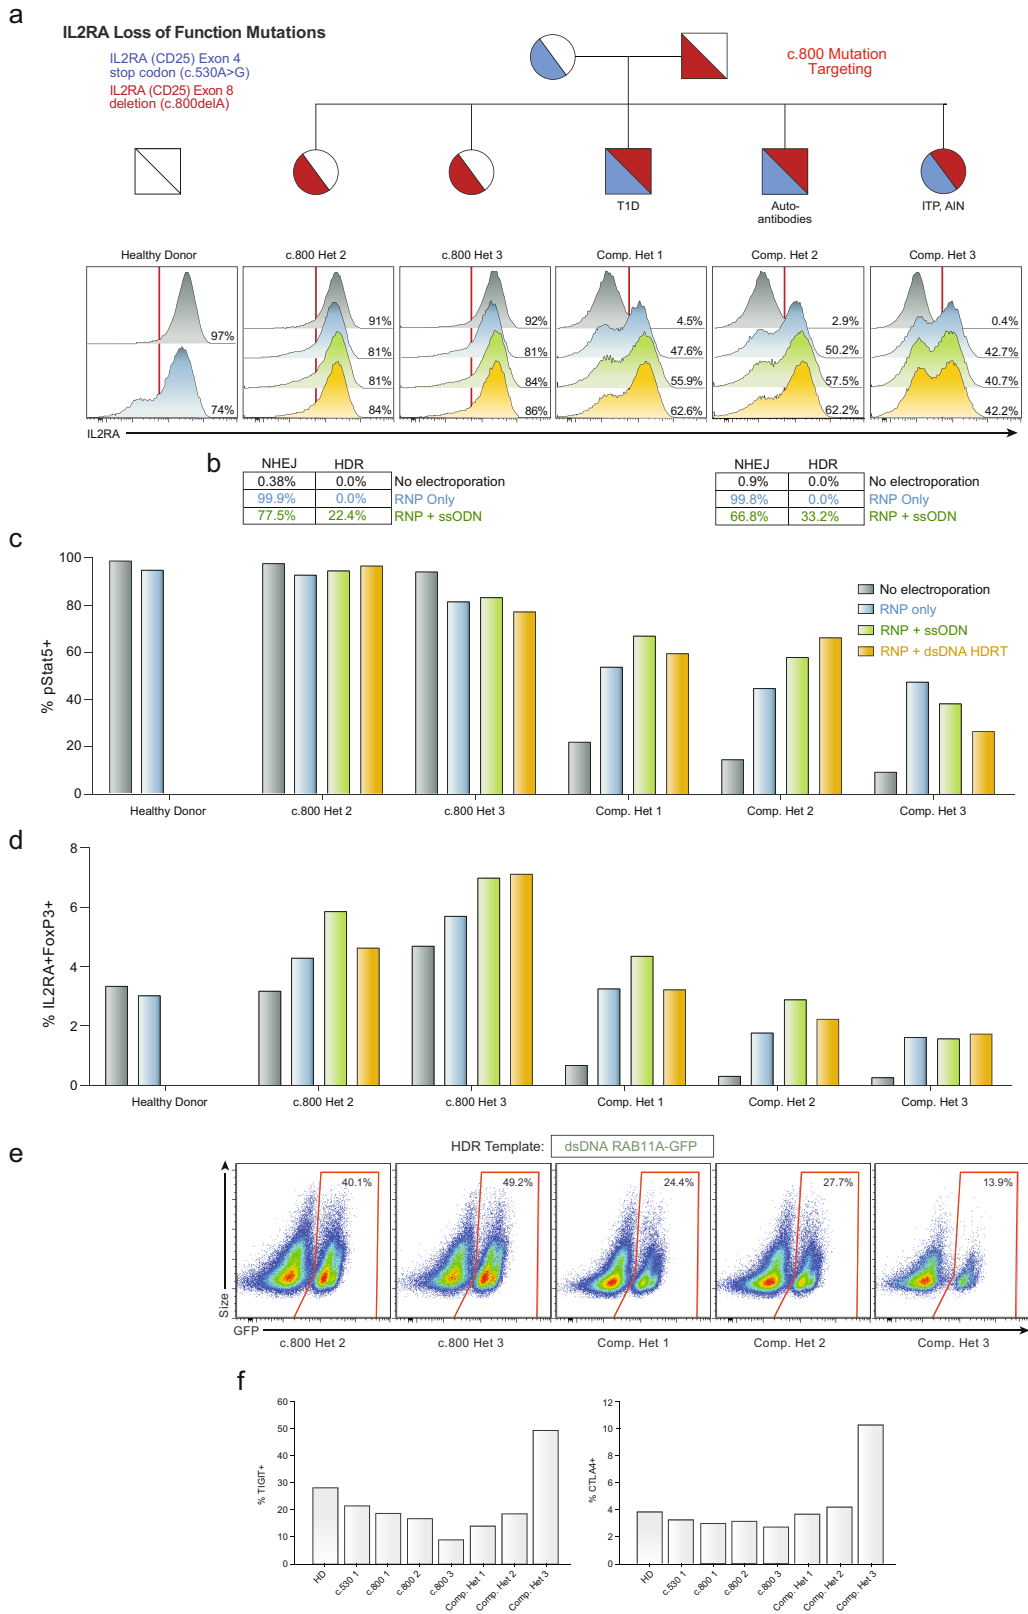 a
IL2RA Loss of Function Mutations
IL2RA (CD25) Exon 4
stop codon (c.530A>G)
IL2RA (CD25) Exon 8
deletion (c.800delA)
c.800 Mutation
Targeting
T1D
Auto-
antibodies
ITP, AIN
Healthy Donor
c.800 Het 2
c.800 Het 3
Comp. Het 1
Comp. Het 2
Comp. Het 3
97%
74%
91%
81%
81%
84%
92%
81%
84%
86%
4.5%
47.6%
55.9%
62.6%
2.9%
50.2%
57.5%
62.2%
0.4%
42.7%
40.7%
42.2%
IL2RA
b
NHEJ HDR
0.38% 0.0% No electroporation
99.9% 0.0% RNP Only
77.5% 22.4% RNP + ssODN
NHEJ HDR
0.9% 0.0% No electroporation
99.8% 0.0% RNP Only
66.8% 33.2% RNP + ssODN
c
% pStat5+
100
80
60
40
20
0
No electroporation
RNP only
RNP + ssODN
RNP + dsDNA HDRT
Healthy Donor
c.800 Het 2
c.800 Het 3
Comp. Het 1
Comp. Het 2
Comp. Het 3
d
% IL2RA+FoxP3+
8
6
4
2
0
Healthy Donor
c.800 Het 2
c.800 Het 3
Comp. Het 1
Comp. Het 2
Comp. Het 3
e
HDR Template: dsDNA RAB11A-GFP
40.1%
49.2%
24.4%
27.7%
13.9%
Size
GFP
c.800 Het 2
c.800 Het 3
Comp. Het 1
Comp. Het 2
Comp. Het 3
f
% TIGIT+
60
50
40
30
20
10
0
HD
c.530 1
c.800 1
c.800 2
c.800 3
Comp. Het 1
Comp. Het 2
Comp. Het 3
% CTLA4+
12
10
8
6
4
2
0
HD
c.530 1
c.800 1
c.800 2
c.800 3
Comp. Het 1
Comp. Het 2
Comp. Het 3